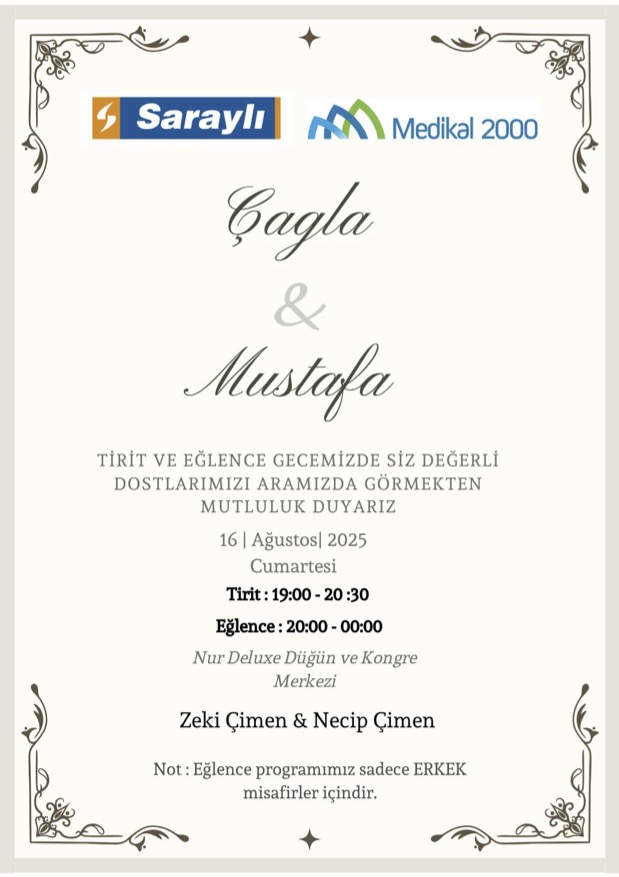 Saraylı
Medikal 2000
Çagla
&
Mustafa
TİRİT VE EĞLENCE GECEMİZDE SİZ DEĞERLİ
DOSTLARIMIZI ARAMIZDA GÖRMEKTEN
MUTLULUK DUYARIZ
16 | Ağustos| 2025
Cumartesi
Tirit : 19:00 - 20 :30
Eğlence : 20:00 - 00:00
Nur Deluxe Düğün ve Kongre
Merkezi
Zeki Çimen & Necip Çimen
Not : Eğlence programımız sadece ERKEK
misafirler içindir.